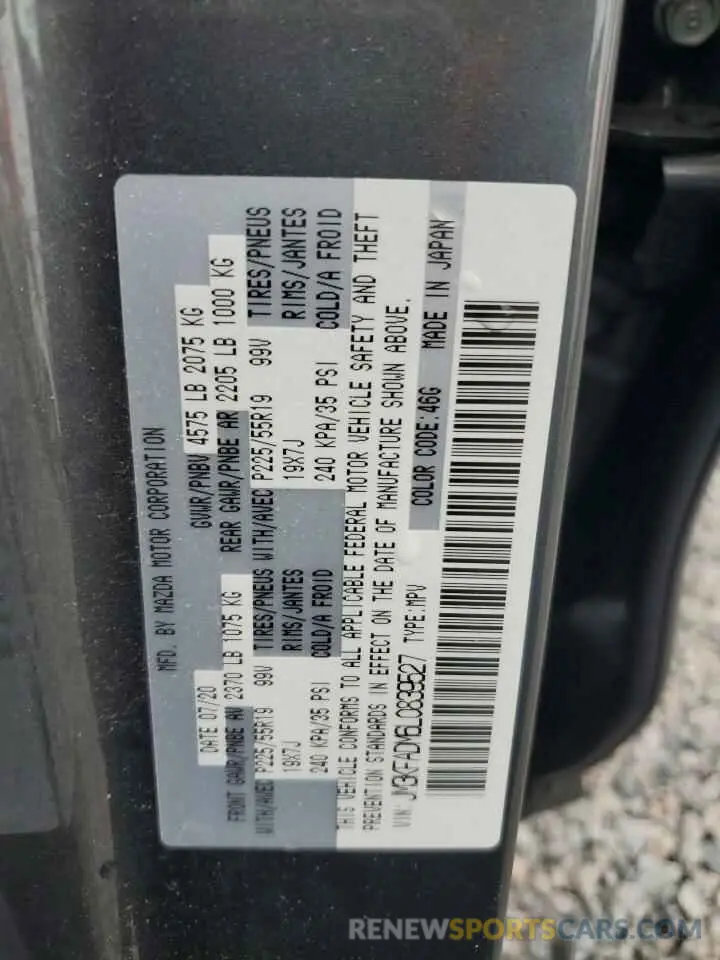 MFD. BY MAZDA MOTOR CORPORATION
DATE 07/20 GVWR/PNBV 4575 LB 2075 KG
FRONT GAWR/PNBE AV 2370 LB 1075 KG REAR GAWR/PNBE AR 2205 LB 1000 KG
WITH/AVEC P225/55R19 99V TIRES/PNEUS WITH/AVEC P225/55R19 99V TIRES/PNEUS
19X7J RIMS/JANTES 19X7J RIMS/JANTES
240 KPA/35 PSI COLD/A FROID 240 KPA/35 PSI COLD/A FROID
THIS VEHICLE CONFORMS TO ALL APPLICABLE FEDERAL MOTOR VEHICLE SAFETY AND THEFT
PREVENTION STANDARDS IN EFFECT ON THE DATE OF MANUFACTURE SHOWN ABOVE.
VIN: JM3KFADM6L0839527 TYPE:MPV COLOR CODE:46G MADE IN JAPAN
RENEWSPORTSCARS.COM